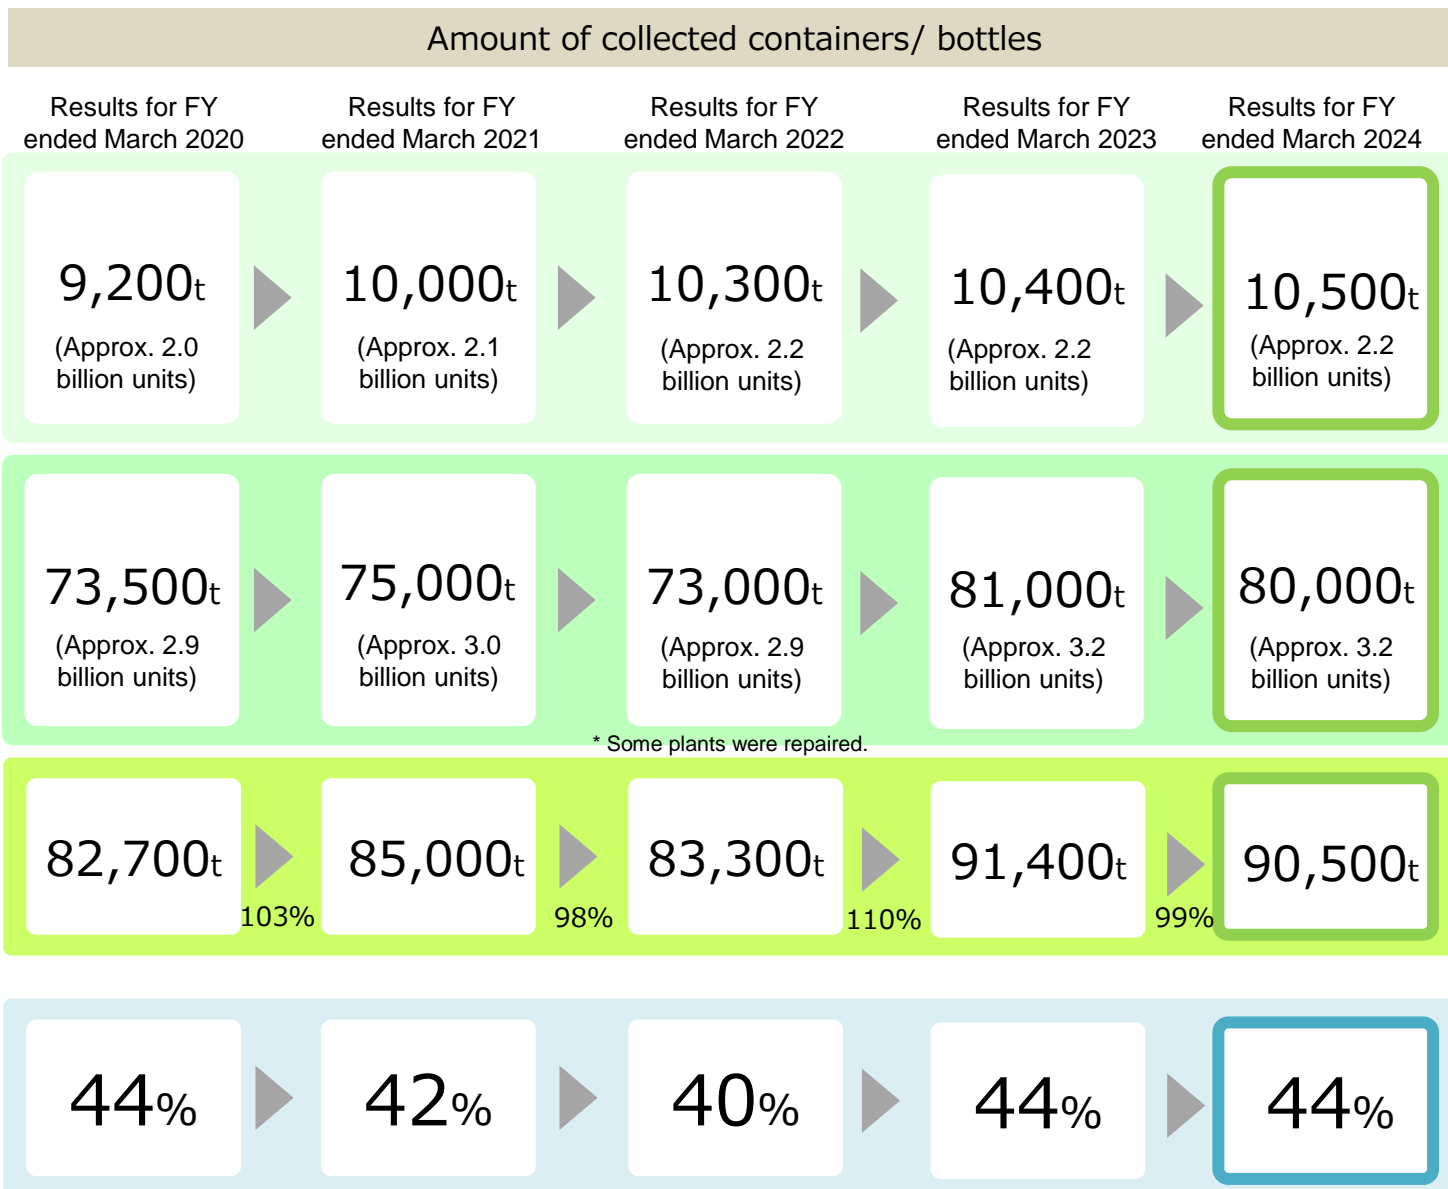 Amount of collected containers/ bottles
Results for FY
ended March 2020
Results for FY
ended March 2021
Results for FY
ended March 2022
Results for FY
ended March 2023
Results for FY
ended March 2024
9,200t
(Approx. 2.0
billion units)
10,000t
(Approx. 2.1
billion units)
10,300t
(Approx. 2.2
billion units)
10,400t
(Approx. 2.2
billion units)
10,500t
(Approx. 2.2
billion units)
73,500t
(Approx. 2.9
billion units)
75,000t
(Approx. 3.0
billion units)
73,000t
(Approx. 2.9
billion units)
81,000t
(Approx. 3.2
billion units)
80,000t
(Approx. 3.2
billion units)
* Some plants were repaired.
82,700t
103%
85,000t
98%
83,300t
110%
91,400t
99%
90,500t
44%
42%
40%
44%
44%